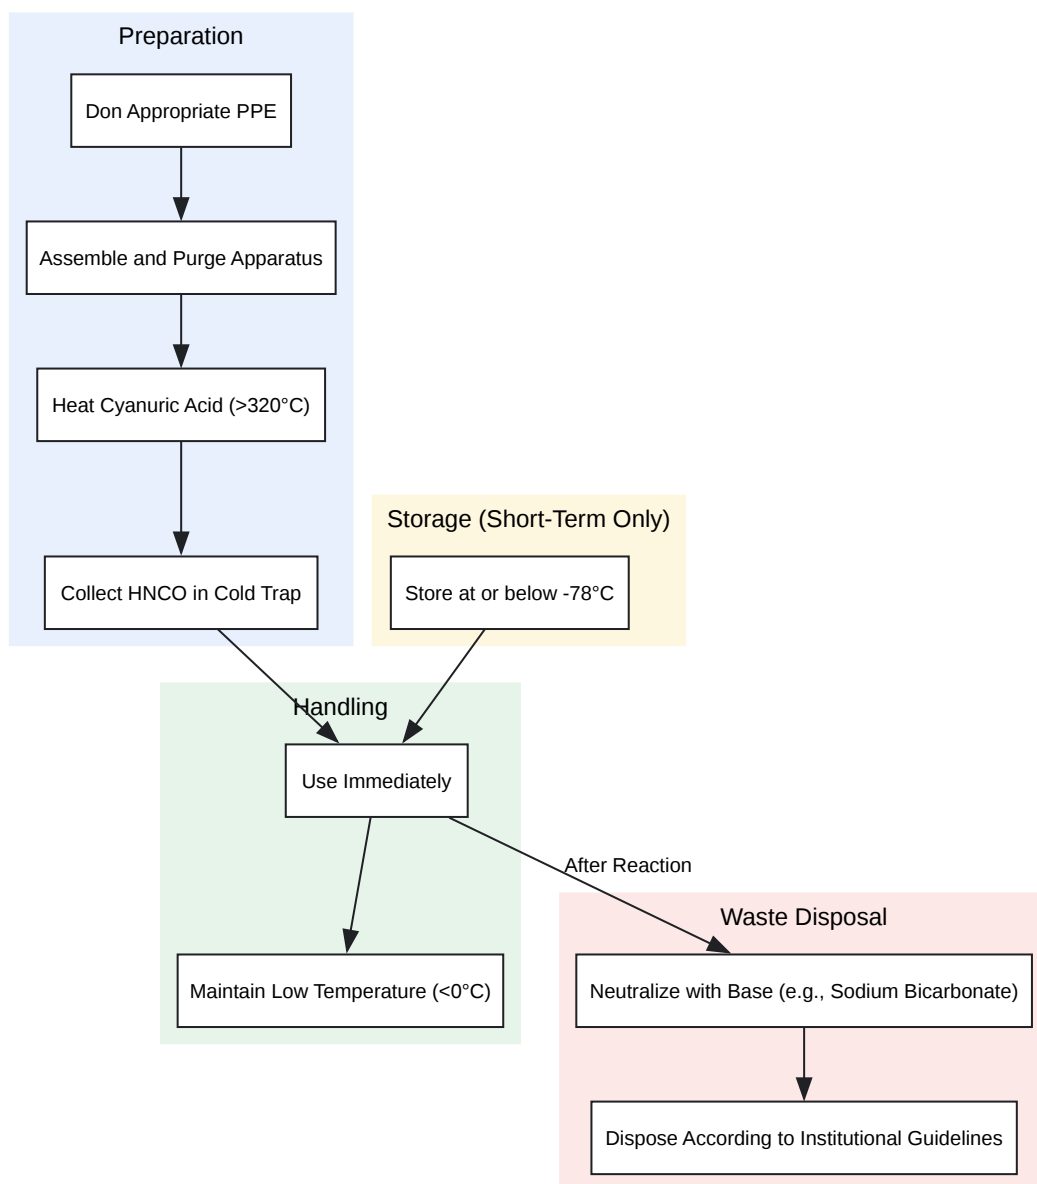 Preparation
Don Appropriate PPE
Assemble and Purge Apparatus
Heat Cyanuric Acid (>320°C)
Collect HNCO in Cold Trap
Storage (Short-Term Only)
Store at or below -78°C
Handling
Use Immediately
Maintain Low Temperature (<0°C)
After Reaction
Waste Disposal
Neutralize with Base (e.g., Sodium Bicarbonate)
Dispose According to Institutional Guidelines